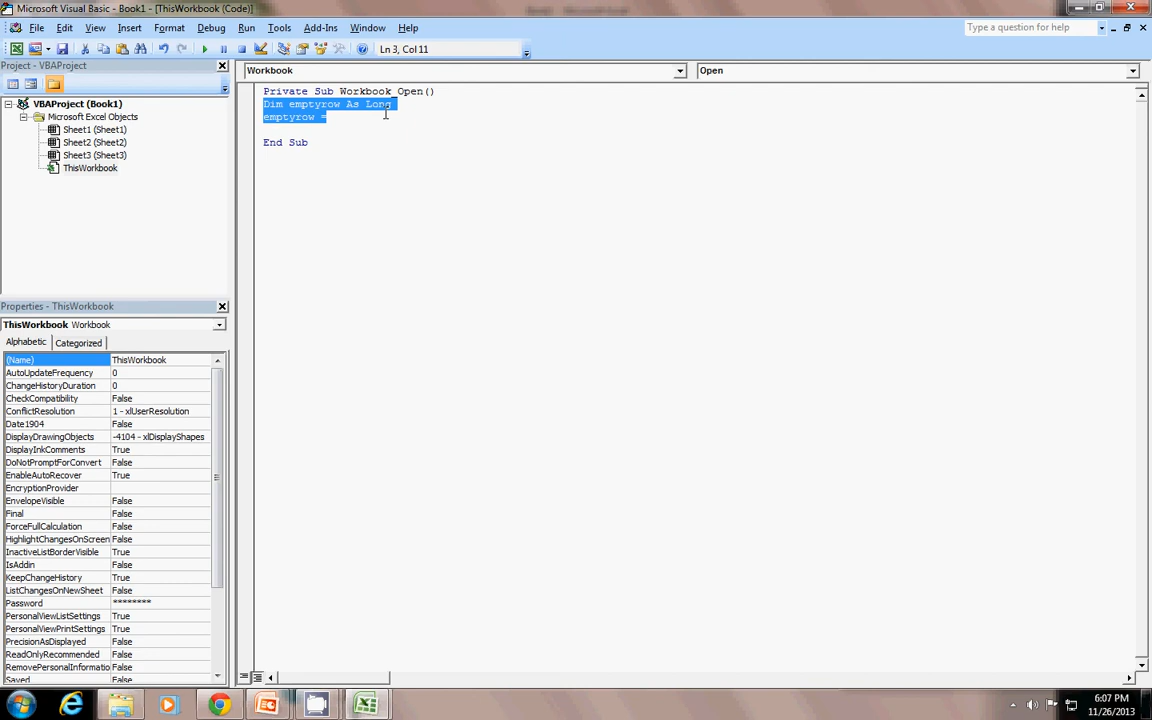 Microsoft Visual Basic - Book1 - [ThisWorkbook (Code)]
File Edit View Insert Format Debug Run Tools Add-Ins Window Help
Type a question for help
Ln 3, Col 11
Project - VBAProject
VBAProject (Book1)
Microsoft Excel Objects
Sheet1 (Sheet1)
Sheet2 (Sheet2)
Sheet3 (Sheet3)
ThisWorkbook
Workbook
Open
Private Sub Workbook_Open()
Dim emptyrow As Long
emptyrow =
End Sub
Properties - ThisWorkbook
ThisWorkbook Workbook
Alphabetic Categorized
(Name) ThisWorkbook
AutoUpdateFrequency 0
ChangeHistoryDuration 0
CheckCompatibility False
ConflictResolution 1 - xlUserResolution
Date1904 False
DisplayDrawingObjects -4104 - xlDisplayShapes
DisplayInkComments True
DoNotPromptForConvert False
EnableAutoRecover True
EncryptionProvider
EnvelopeVisible False
Final False
ForceFullCalculation False
HighlightChangesOnScreen False
InactiveListBorderVisible True
IsAddin False
KeepChangeHistory True
ListChangesOnNewSheet False
Password ********
PersonalViewListSettings True
PersonalViewPrintSettings True
PrecisionAsDisplayed False
ReadOnlyRecommended False
RemovePersonalInformatio False
Saved False
6:07 PM
11/26/2013